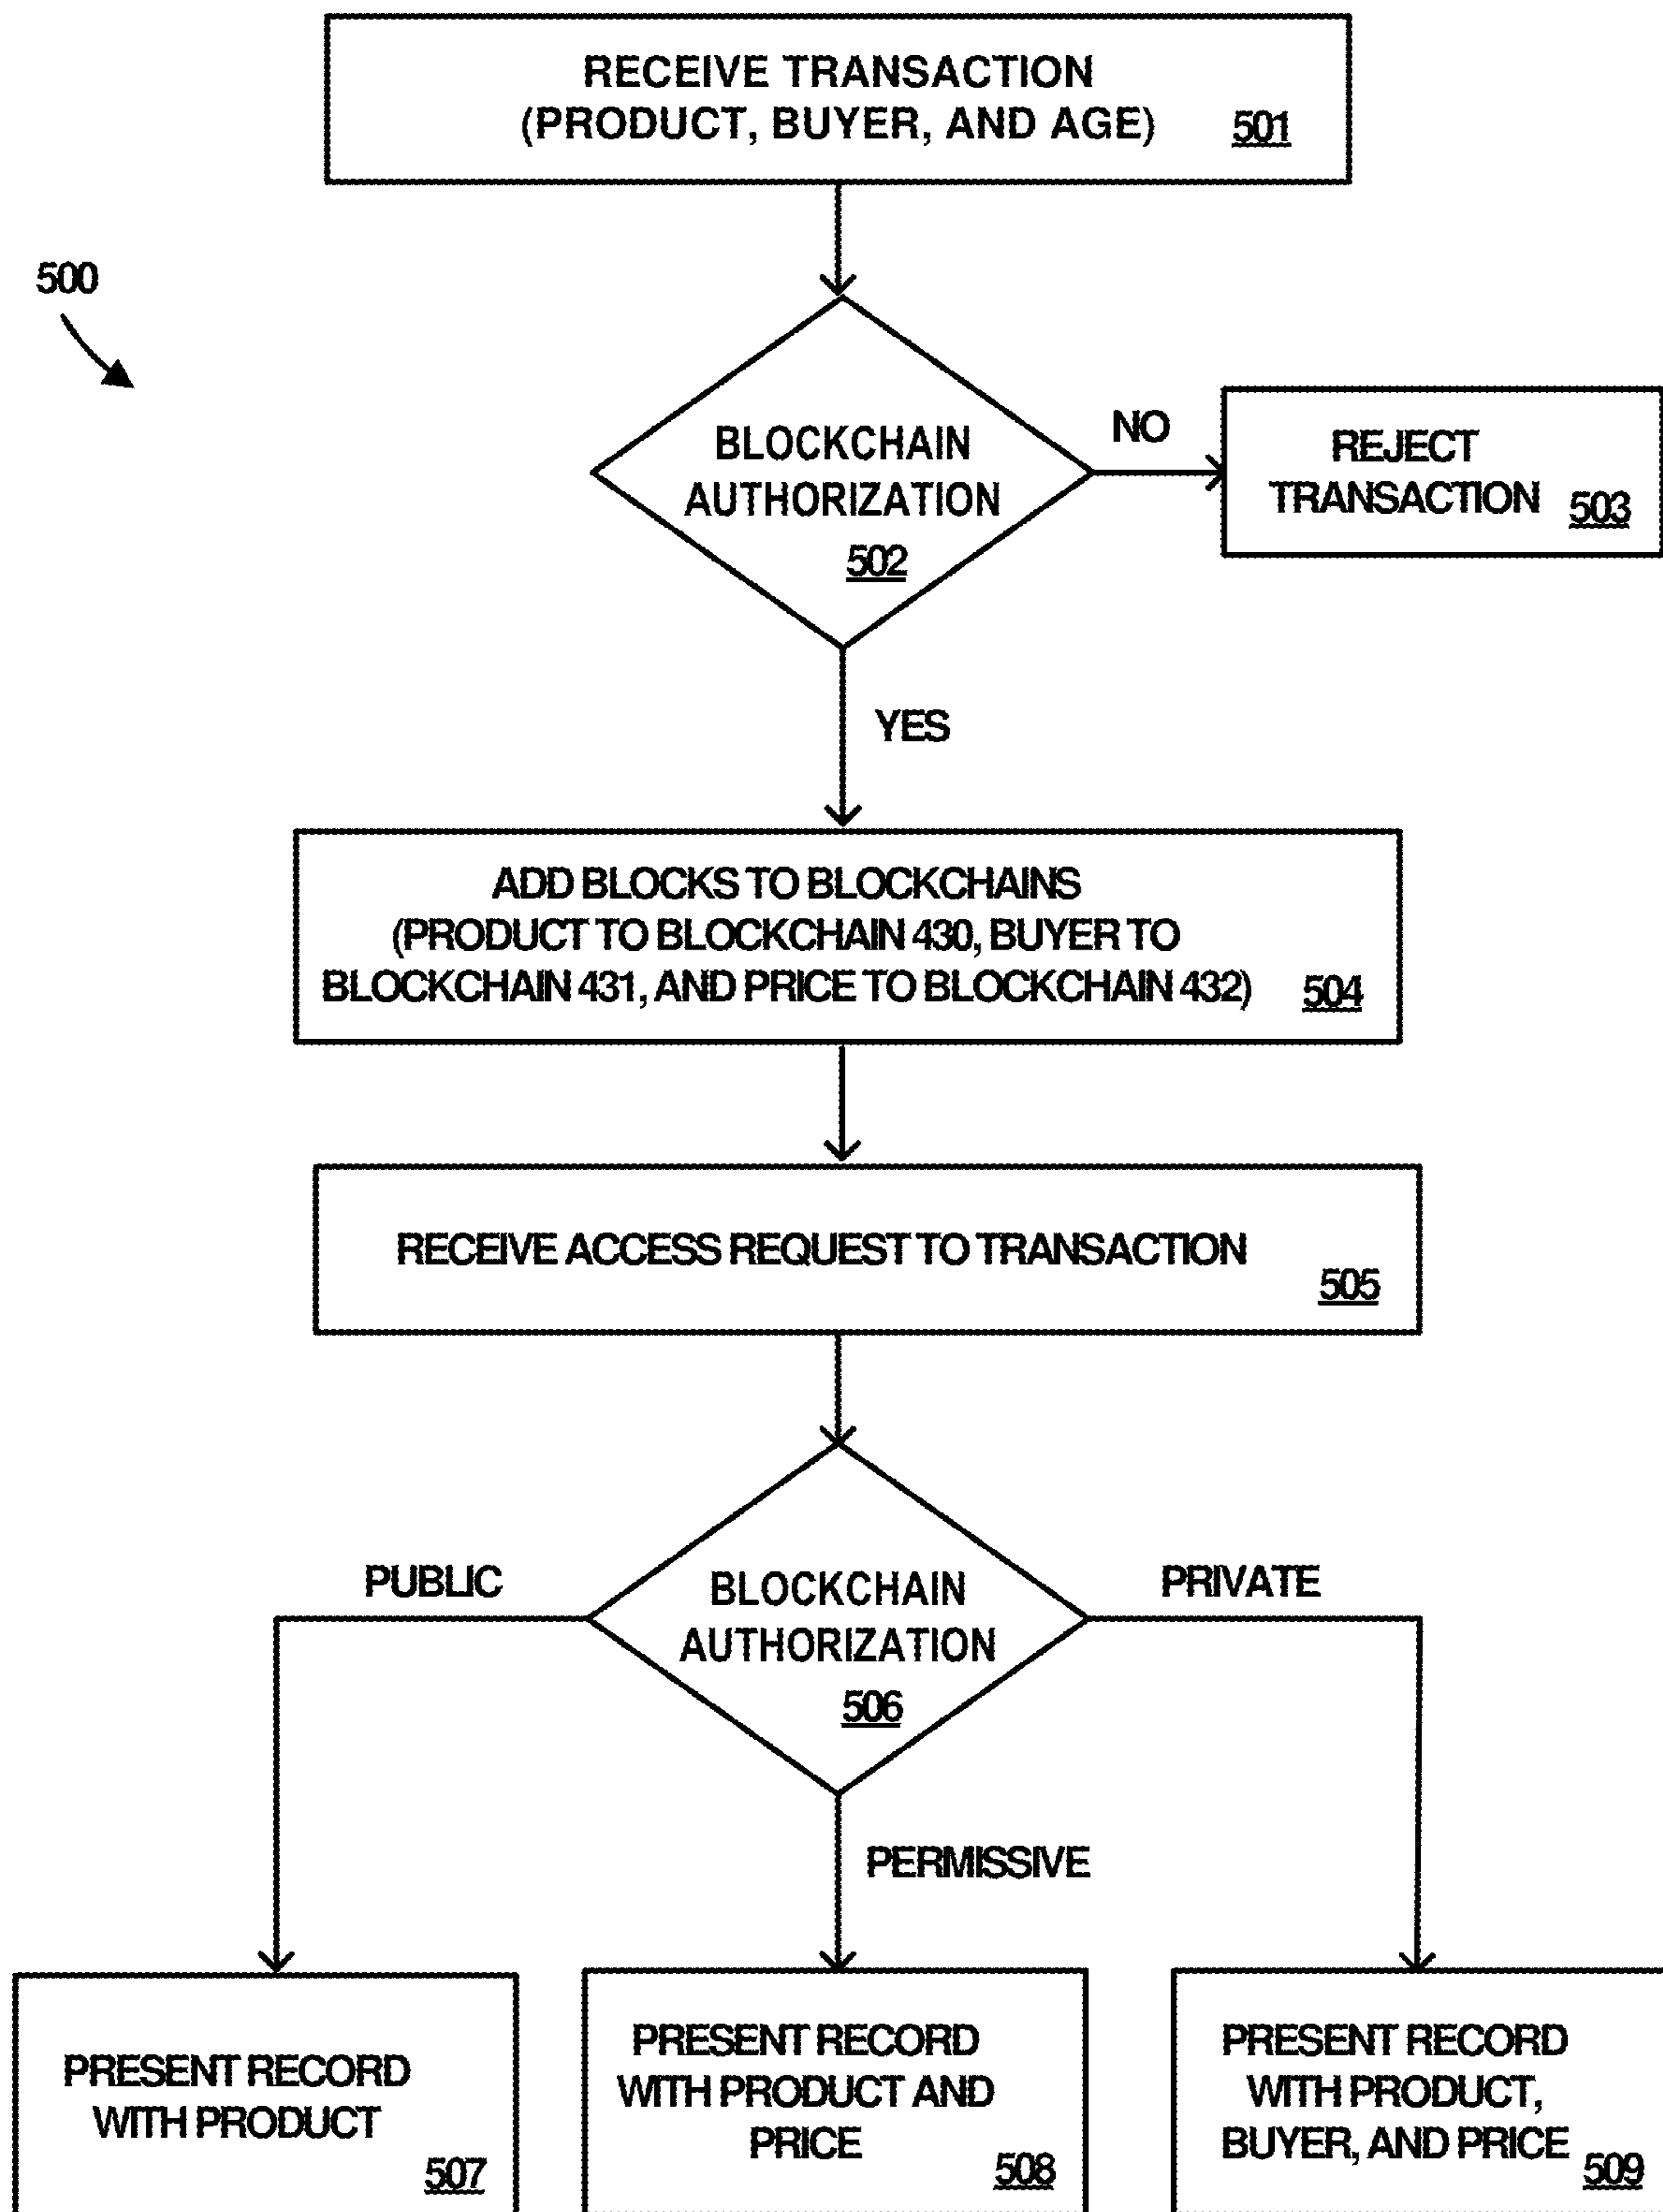 RECEIVE TRANSACTION
(PRODUCT, BUYER, AND AGE) 501
500
BLOCKCHAIN
AUTHORIZATION
502
NO
REJECT
TRANSACTION 503
YES
ADD BLOCKS TO BLOCKCHAINS
(PRODUCT TO BLOCKCHAIN 430, BUYER TO
BLOCKCHAIN 431, AND PRICE TO BLOCKCHAIN 432) 504
RECEIVE ACCESS REQUEST TO TRANSACTION
505
PUBLIC
BLOCKCHAIN
AUTHORIZATION
506
PRIVATE
PERMISSIVE
PRESENT RECORD
WITH PRODUCT
507
PRESENT RECORD
WITH PRODUCT AND
PRICE
508
PRESENT RECORD
WITH PRODUCT,
BUYER, AND PRICE
509